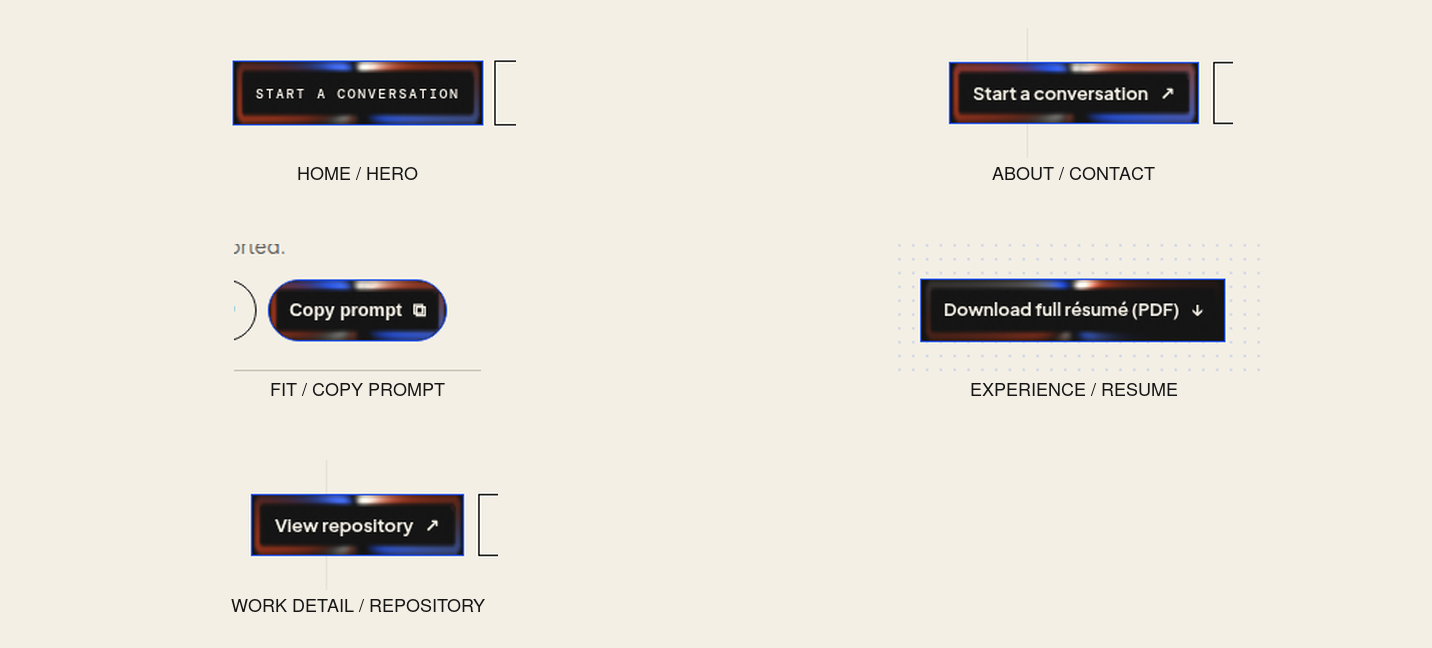 START A CONVERSATION
Start a conversation ↗
HOME / HERO
ABOUT / CONTACT
orted.
Copy prompt
Download full résumé (PDF) ↓
FIT / COPY PROMPT
EXPERIENCE / RESUME
View repository ↗
WORK DETAIL / REPOSITORY